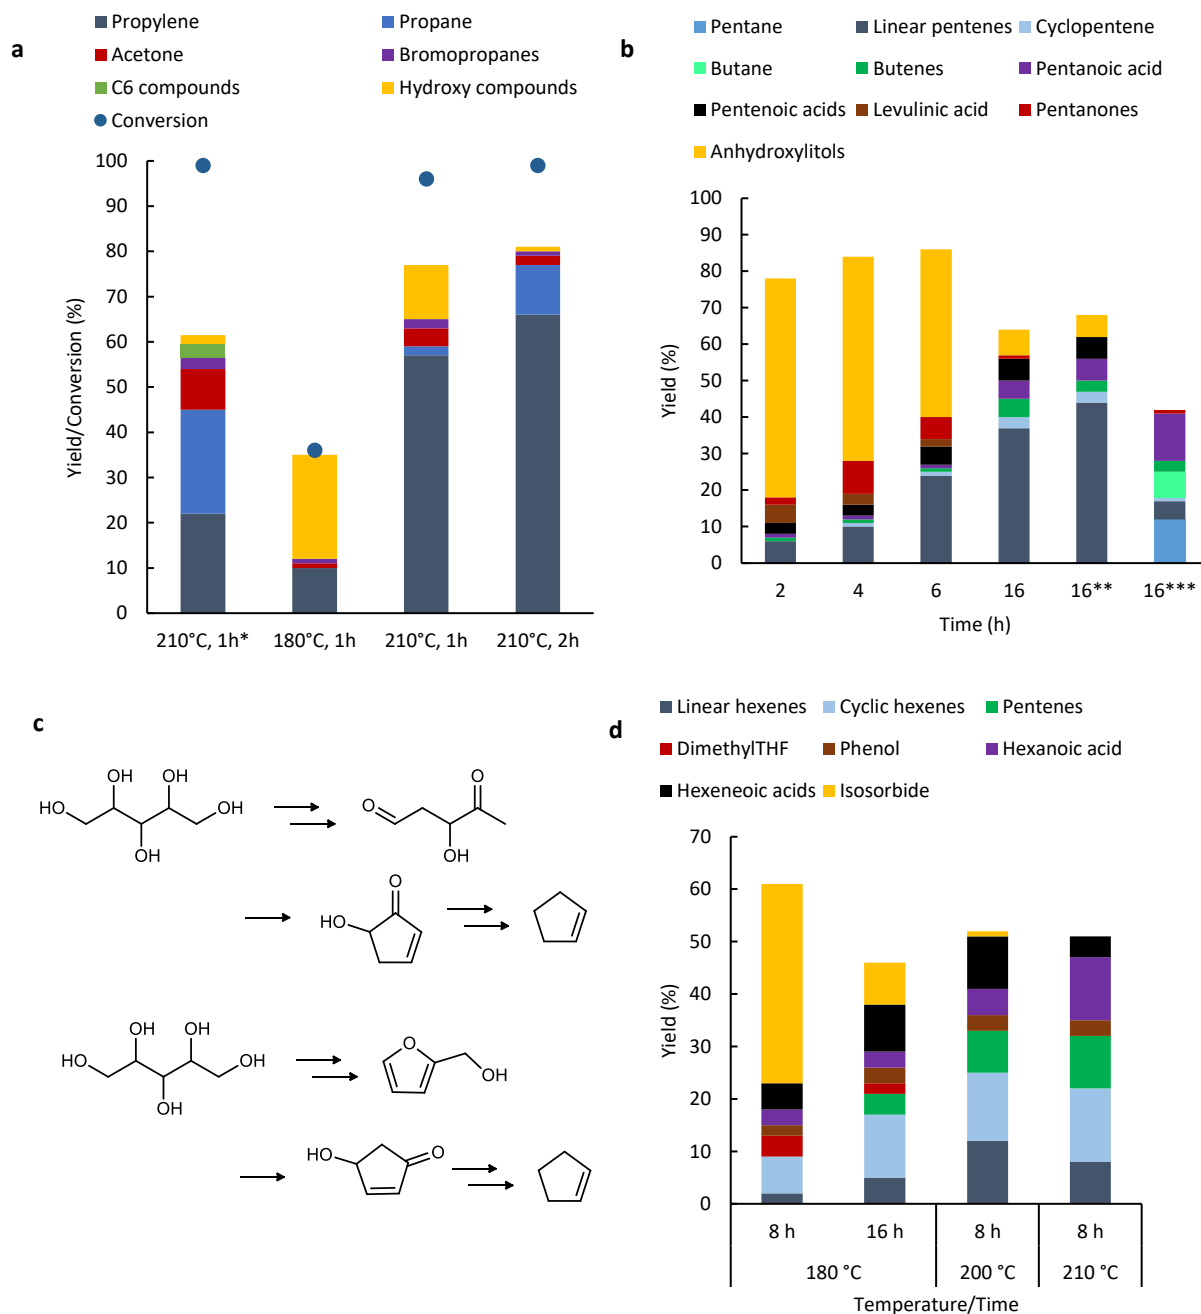 a
Propylene Propane
Acetone Bromopropanes
C6 compounds Hydroxy compounds
Conversion
Yield/Conversion (%)
100
90
80
70
60
50
40
30
20
10
0
210°C, 1h* 180°C, 1h 210°C, 1h 210°C, 2h
b
Pentane Linear pentenes Cyclopentene
Butane Butenes Pentanoic acid
Pentenoic acids Levulinic acid Pentanones
Anhydroxylitols
Yield (%)
100
90
80
70
60
50
40
30
20
10
0
2 4 6 16 16** 16***
Time (h)
c
OH OH
HO OH
OH
O
O
OH
O
HO
OH OH
HO OH
OH
O
OH
HO
O
d
Linear hexenes Cyclic hexenes Pentenes
DimethylTHF Phenol Hexanoic acid
Hexeneoic acids Isosorbide
Yield (%)
70
60
50
40
30
20
10
0
8 h 16 h 8 h 8 h
180 °C 200 °C 210 °C
Temperature/Time